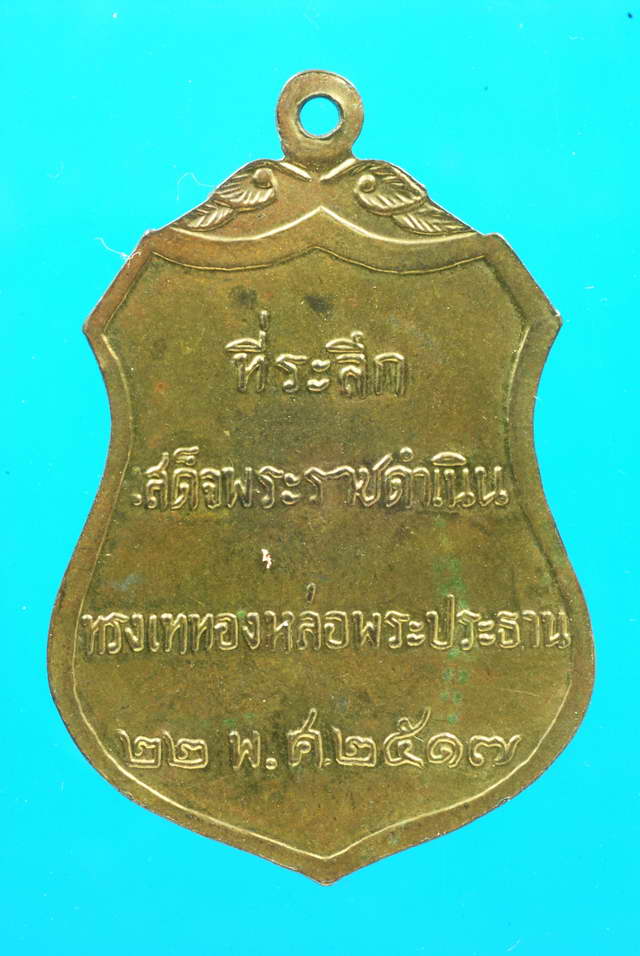 ที่ระลึก
เสด็จพระราชดำเนิน
ทรงเททองหล่อพระประธาน
๒๒ พ.ศ.๒๕๑๗